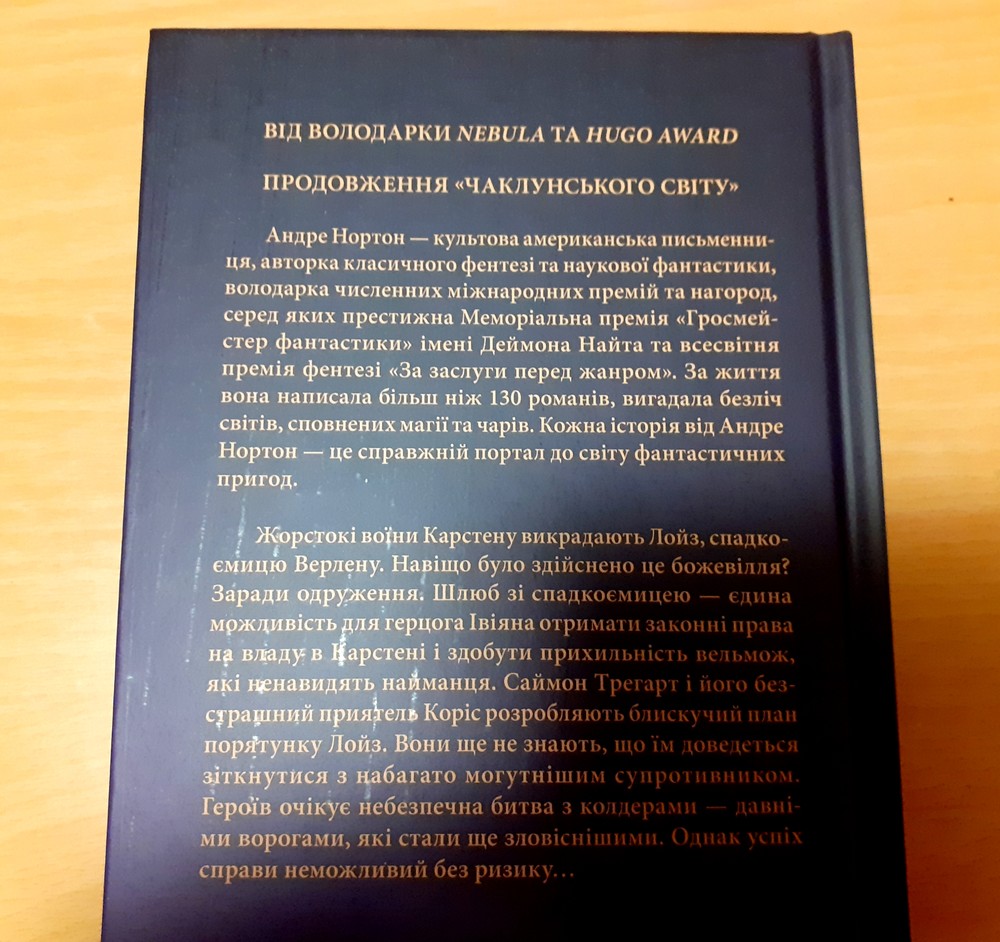 ВІД ВОЛОДАРКИ NEBULA ТА HUGO AWARD
ПРОДОВЖЕННЯ «ЧАКЛУНСЬКОГО СВІТУ»
Андре Нортон — культова американська письменни-
ця, авторка класичного фентезі та наукової фантастики,
володарка численних міжнародних премій та нагород,
серед яких престижна Меморіальна премія «Гросмей-
стер фантастики» імені Деймона Найта та всесвітня
премія фентезі «За заслуги перед жанром». За життя
вона написала більш ніж 130 романів, вигадала безліч
світів, сповнених магії та чарів. Кожна історія від Андре
Нортон — це справжній портал до світу фантастичних
пригод.
Жорстокі воїни Карстену викрадають Лойз, спадко-
ємицю Верлену. Навіщо було здійснено це божевілля?
Заради одруження. Шлюб зі спадкоємицею — єдина
можливість для герцога Івіяна отримати законні права
на владу в Карстені і здобути прихильність вельмож,
які ненавидять найманця. Саймон Трегарт і його без-
страшний приятель Коріс розробляють блискучий план
порятунку Лойз. Вони ще не знають, що їм доведеться
зіткнутися з набагато могутнішим супротивником.
Героїв очікує небезпечна битва з колдерами — давні-
ми ворогами, які стали ще зловіснішими. Однак успіх
справи неможливий без ризику…